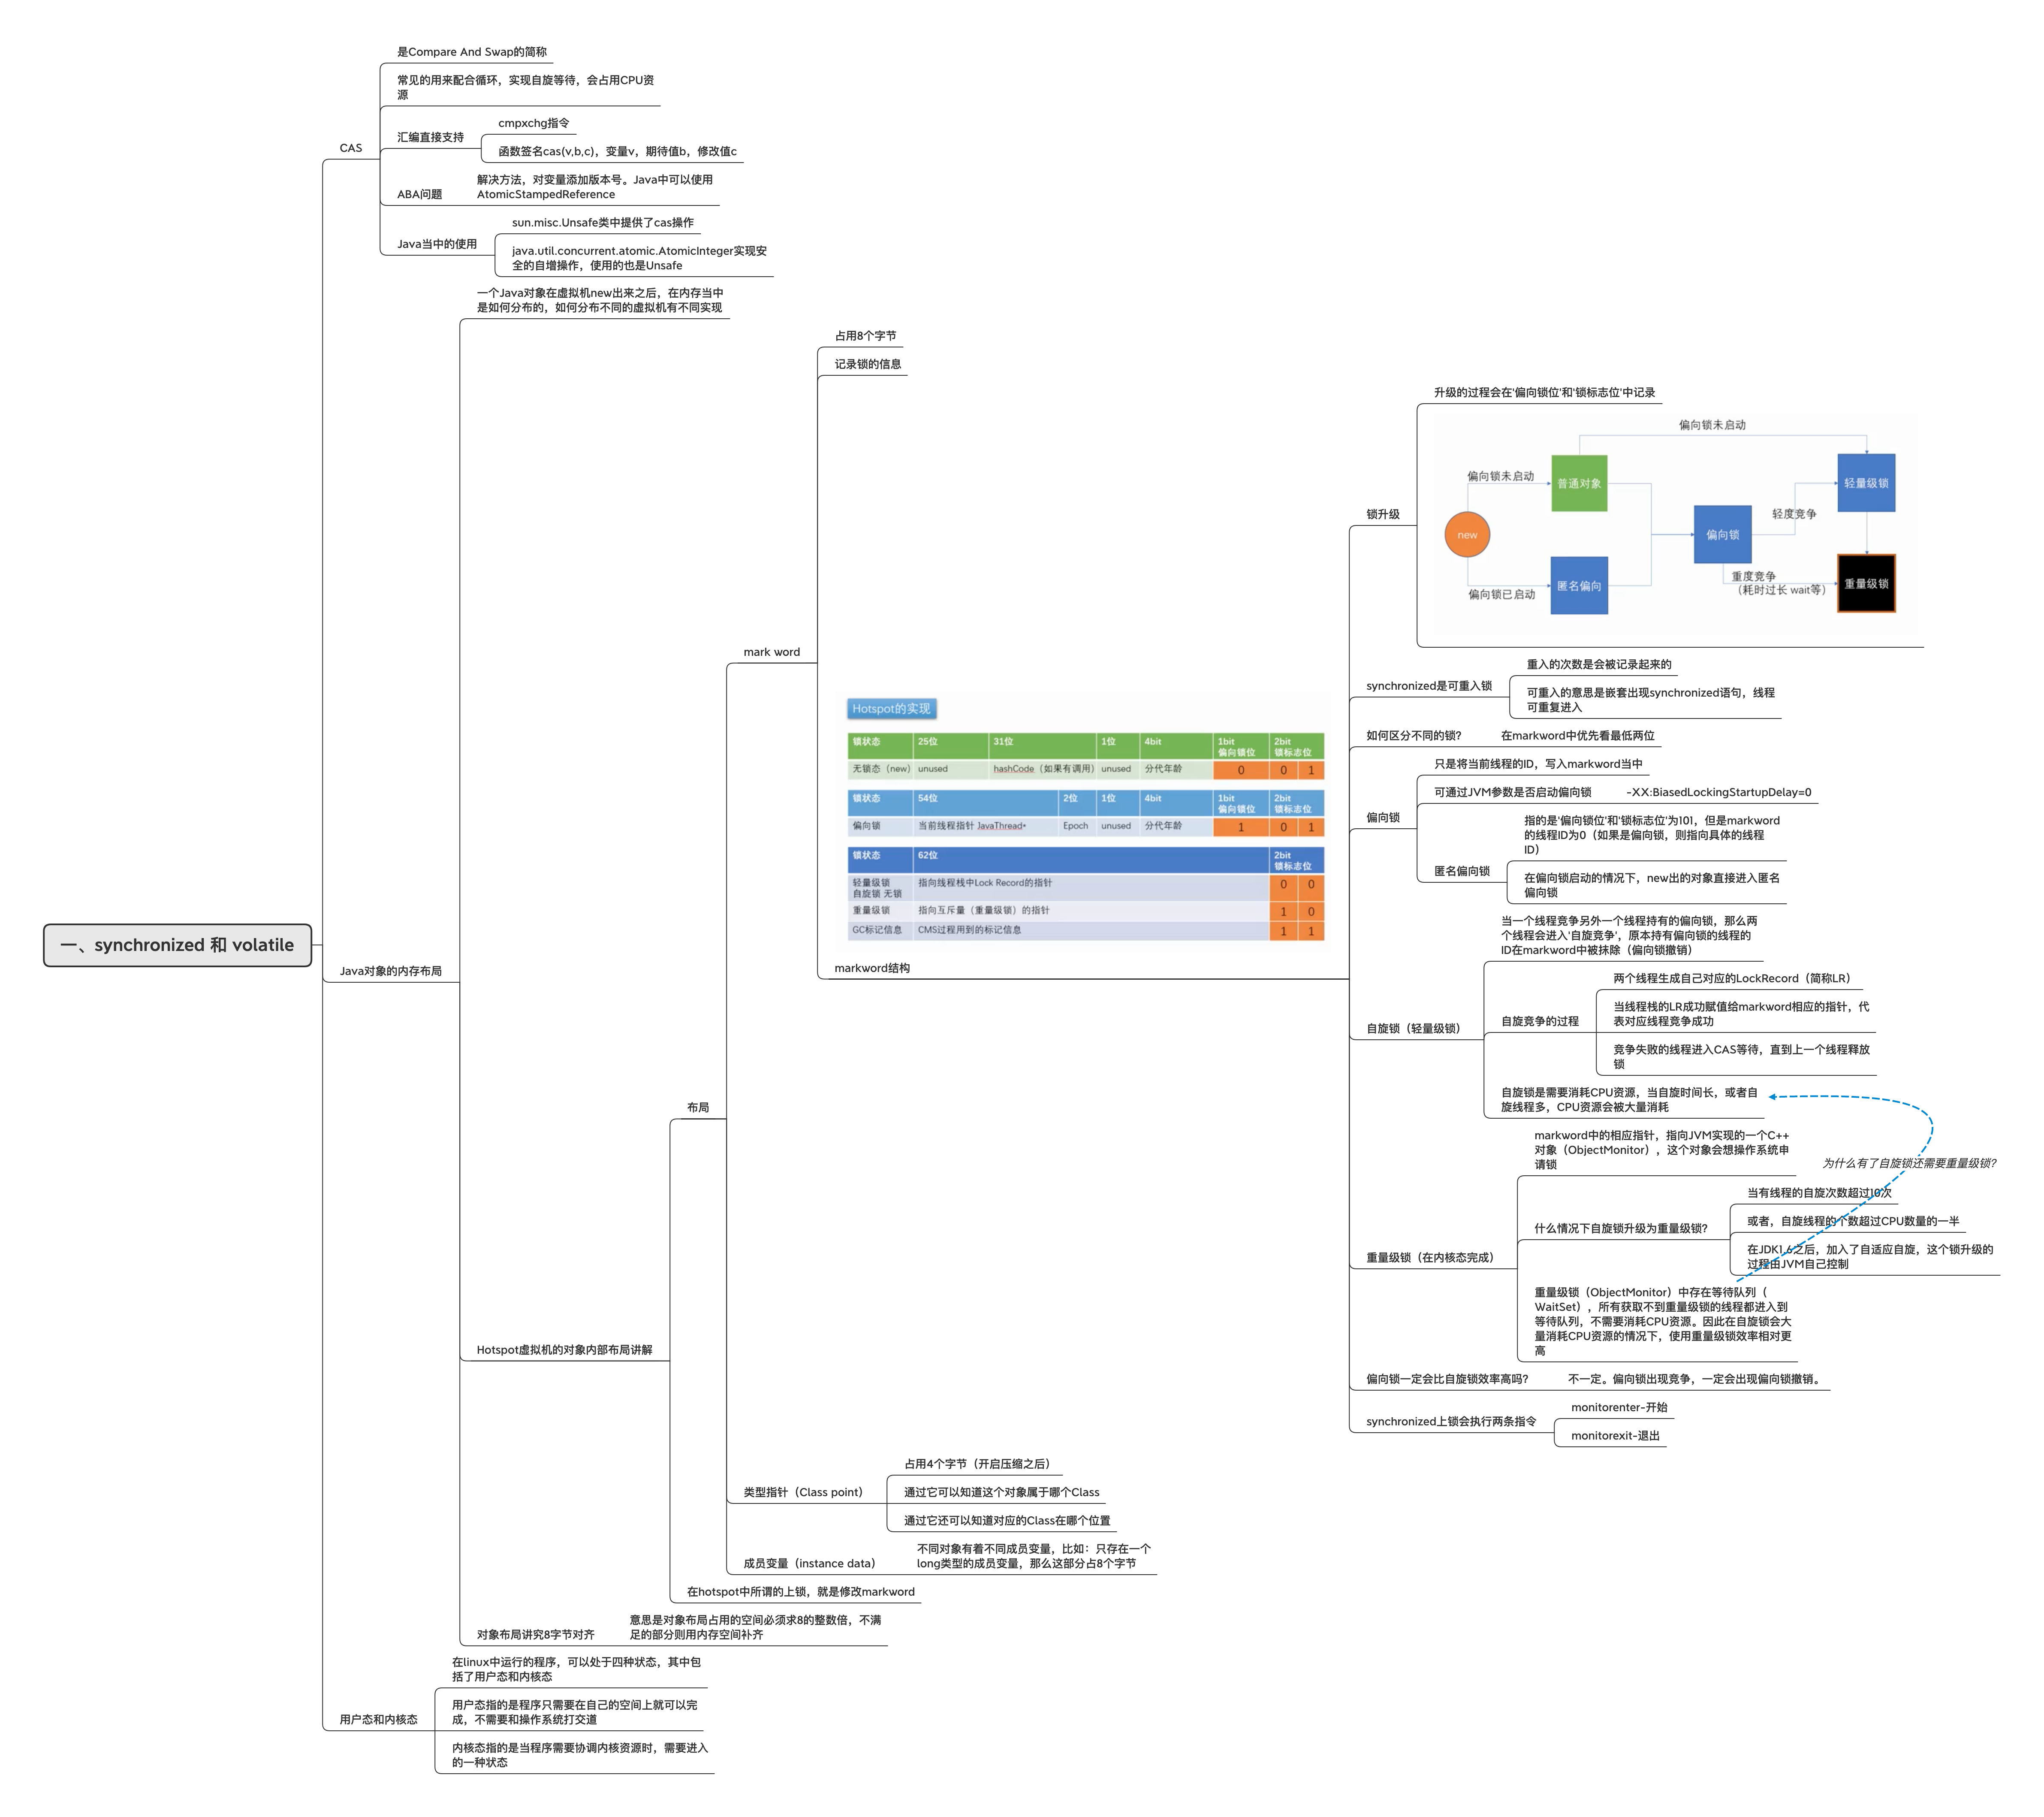 一、synchronized 和 volatile
CAS
是Compare And Swap的简称
常见的用来配合循环，实现自旋等待，会占用CPU资
源
汇编直接支持
cmpxchg指令
函数签名cas(v,b,c)，变量v，期待值b，修改值c
ABA问题
解决方法，对变量添加版本号。Java中可以使用
AtomicStampedReference
Java当中的使用
sun.misc.Unsafe类中提供了cas操作
java.util.concurrent.atomic.AtomicInteger实现安
全的自增操作，使用的也是Unsafe
Java对象的内存布局
一个Java对象在虚拟机new出来之后，在内存当中
是如何分布的，如何分布不同的虚拟机有不同实现
Hotspot虚拟机的对象内部布局讲解
布局
mark word
占用8个字节
记录锁的信息
Hotspot的实现
锁状态 25位 31位 1位 4bit 1bit 2bit
偏向锁位 锁标志位
无锁态（new） unused hashCode（如果有调用） unused 分代年龄 0 0 1
锁状态 54位 2位 1位 4bit 1bit 2bit
偏向锁位 锁标志位
偏向锁 当前线程指针 JavaThread* Epoch unused 分代年龄 1 0 1
锁状态 62位 2bit
锁标志位
轻量级锁 指向线程栈中Lock Record的指针 0 0
自旋锁 无锁
重量级锁 指向互斥量（重量级锁）的指针 1 0
GC标记信息 CMS过程用到的标记信息 1 1
markword结构
锁升级
升级的过程会在'偏向锁位'和'锁标志位'中记录
偏向锁未启动
偏向锁未启动
普通对象
轻量级锁
轻度竞争
new
偏向锁
匿名偏向
重度竞争
（耗时过长 wait等）
重量级锁
偏向锁已启动
synchronized是可重入锁
重入的次数是会被记录起来的
可重入的意思是嵌套出现synchronized语句，线程
可重复进入
如何区分不同的锁？
在markword中优先看最低两位
偏向锁
只是将当前线程的ID，写入markword当中
可通过JVM参数是否启动偏向锁
-XX:BiasedLockingStartupDelay=0
匿名偏向锁
指的是'偏向锁位'和'锁标志位'为101，但是markword
的线程ID为0（如果是偏向锁，则指向具体的线程
ID）
在偏向锁启动的情况下，new出的对象直接进入匿名
偏向锁
自旋锁（轻量级锁）
当一个线程竞争另外一个线程持有的偏向锁，那么两
个线程会进入'自旋竞争'，原本持有偏向锁的线程的
ID在markword中被抹除（偏向锁撤销）
自旋竞争的过程
两个线程生成自己对应的LockRecord（简称LR）
当线程栈的LR成功赋值给markword相应的指针，代
表对应线程竞争成功
竞争失败的线程进入CAS等待，直到上一个线程释放
锁
自旋锁是需要消耗CPU资源，当自旋时间长，或者自
旋线程多，CPU资源会被大量消耗
重量级锁（在内核态完成）
markword中的相应指针，指向JVM实现的一个C++
对象（ObjectMonitor），这个对象会想操作系统申
请锁
为什么有了自旋锁还需要重量级锁？
什么情况下自旋锁升级为重量级锁？
当有线程的自旋次数超过10次
或者，自旋线程的个数超过CPU数量的一半
在JDK1.6之后，加入了自适应自旋，这个锁升级的
过程由JVM自己控制
重量级锁（ObjectMonitor）中存在等待队列（
WaitSet），所有获取不到重量级锁的线程都进入到
等待队列，不需要消耗CPU资源。因此在自旋锁会大
量消耗CPU资源的情况下，使用重量级锁效率相对更
高
偏向锁一定会比自旋锁效率高吗？
不一定。偏向锁出现竞争，一定会出现偏向锁撤销。
synchronized上锁会执行两条指令
monitorenter-开始
monitorexit-退出
类型指针（Class point）
占用4个字节（开启压缩之后）
通过它可以知道这个对象属于哪个Class
通过它还可以知道对应的Class在哪个位置
成员变量（instance data）
不同对象有着不同成员变量，比如：只存在一个
long类型的成员变量，那么这部分占8个字节
在hotspot中所谓的上锁，就是修改markword
对象布局讲究8字节对齐
意思是对象布局占用的空间必须求8的整数倍，不满
足的部分则用内存空间补齐
用户态和内核态
在linux中运行的程序，可以处于四种状态，其中包
括了用户态和内核态
用户态指的是程序只需要在自己的空间上就可以完
成，不需要和操作系统打交道
内核态指的是当程序需要协调内核资源时，需要进入
的一种状态